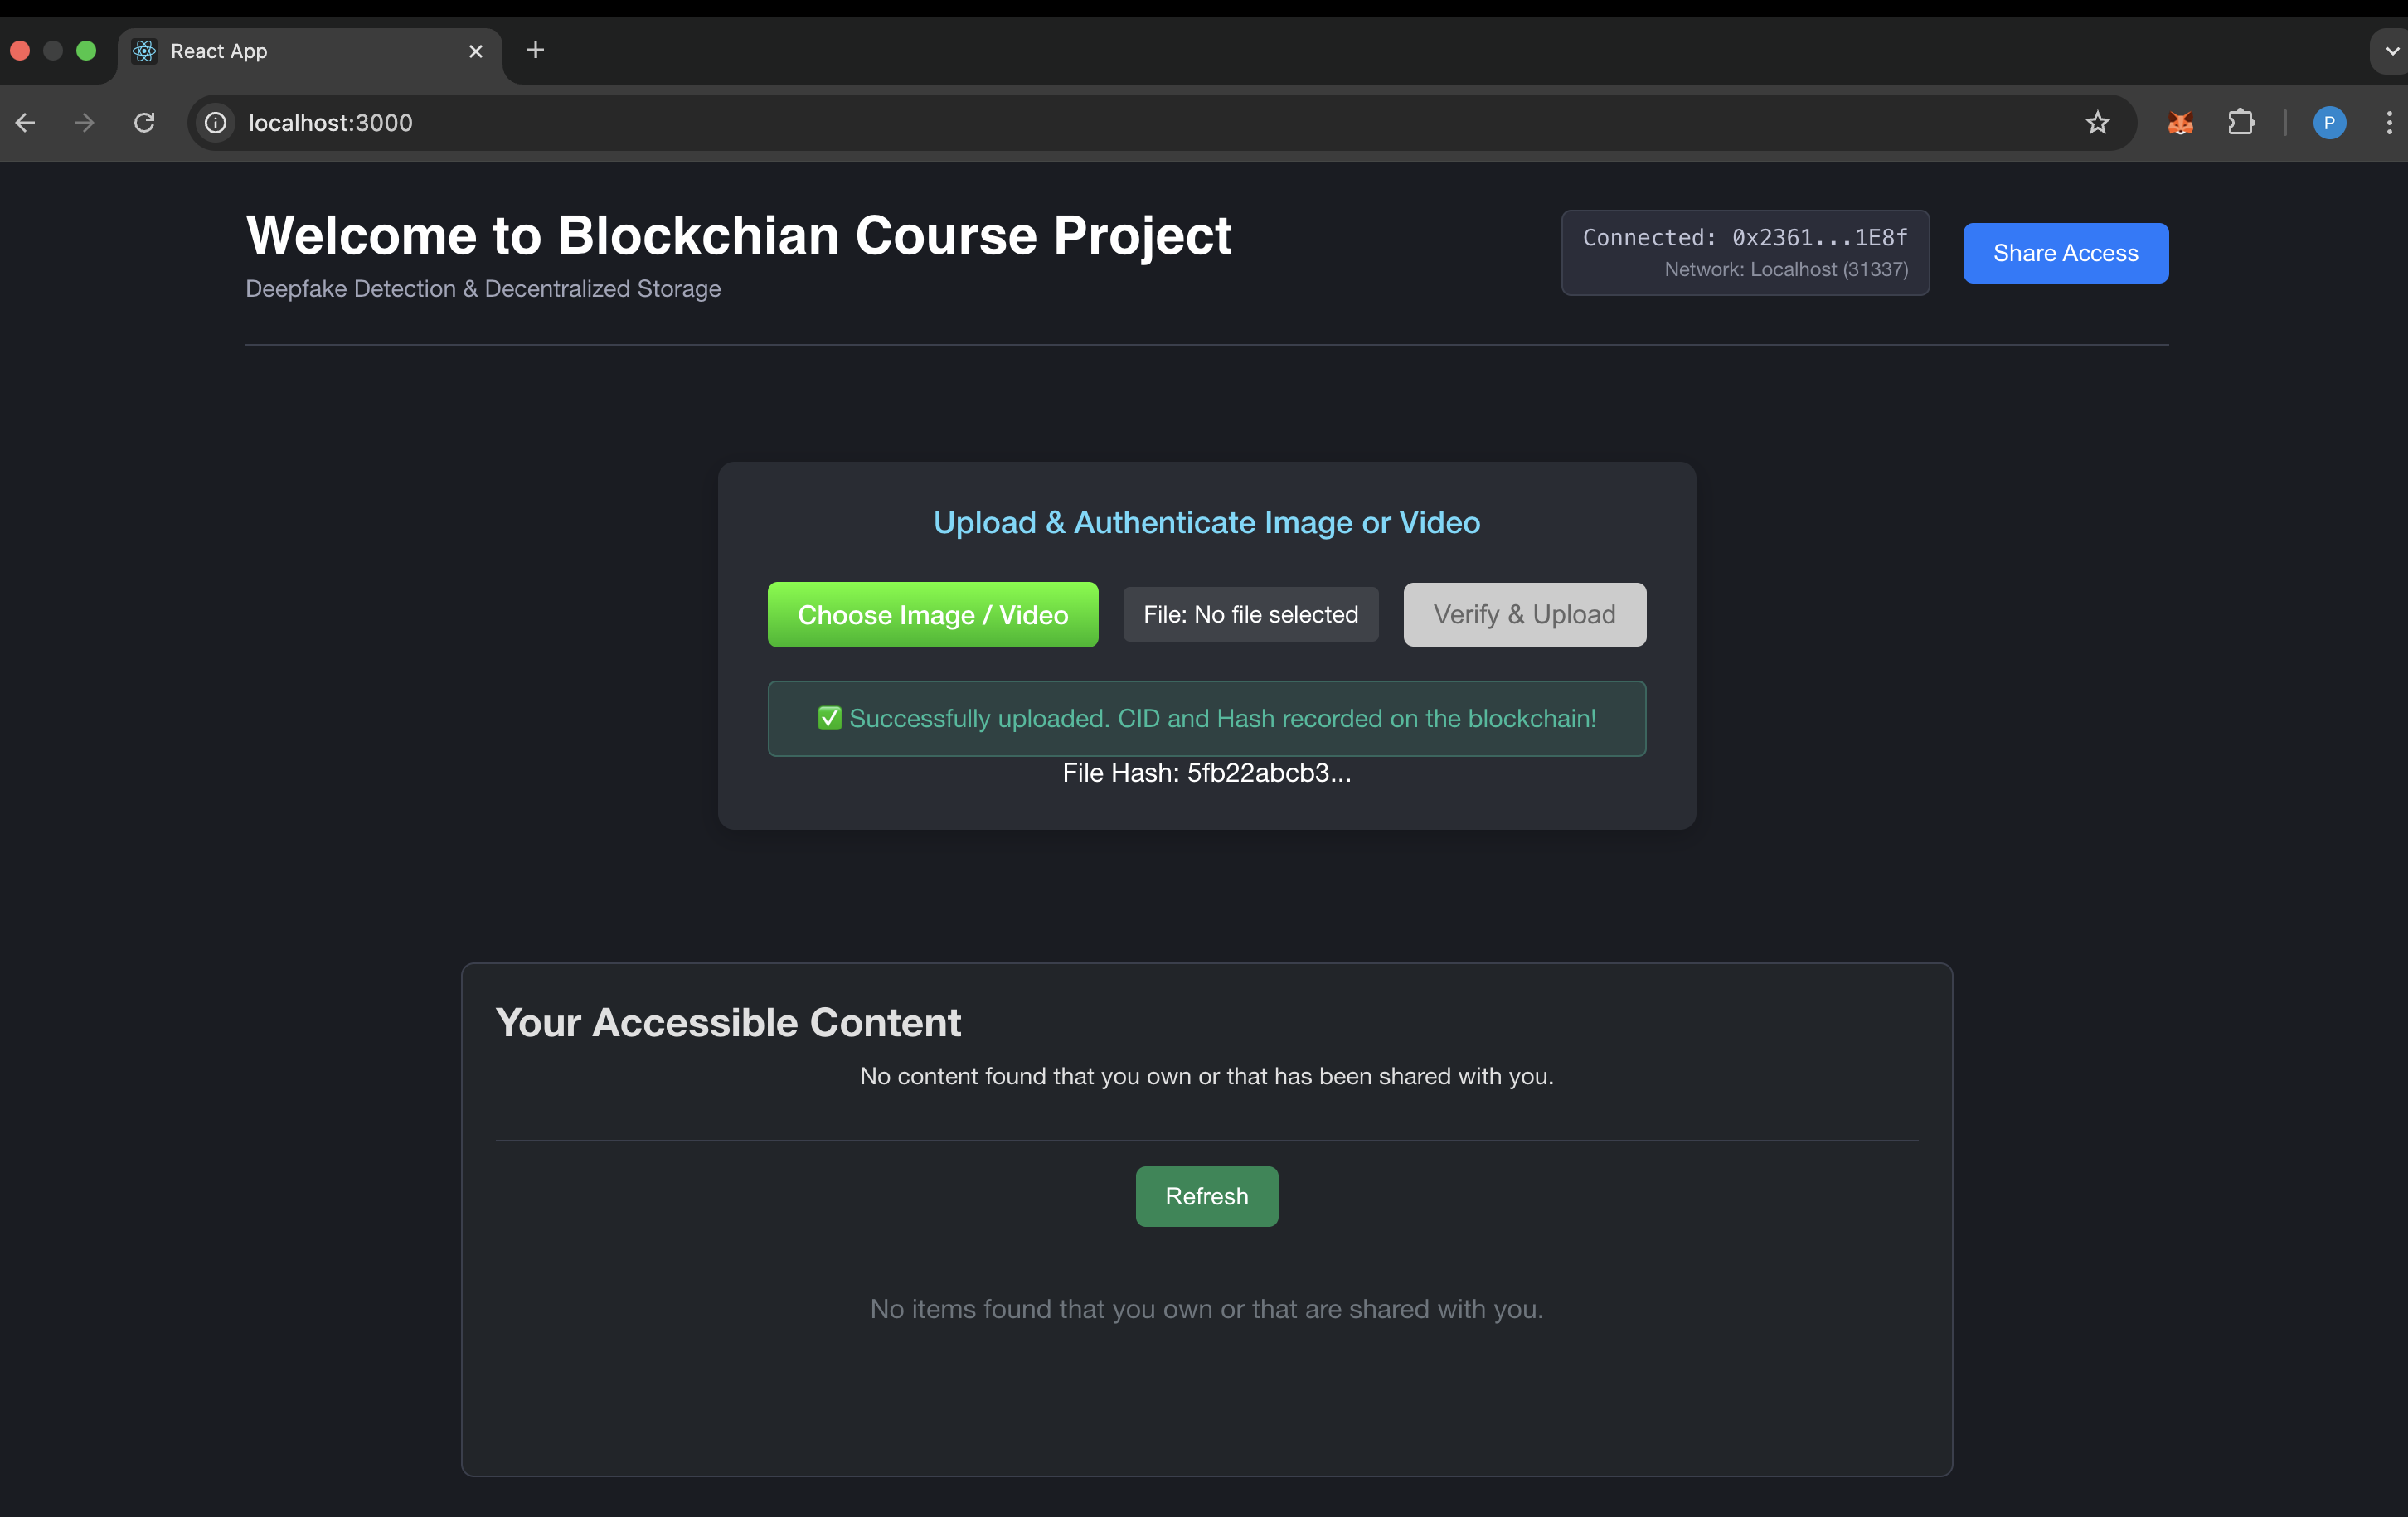 React App
localhost:3000
P
Welcome to Blockchian Course Project
Deepfake Detection & Decentralized Storage
Connected: 0x2361...1E8f
Network: Localhost (31337)
Share Access
Upload & Authenticate Image or Video
Choose Image / Video
File: No file selected
Verify & Upload
✅ Successfully uploaded. CID and Hash recorded on the blockchain!
File Hash: 5fb22abcb3...
Your Accessible Content
No content found that you own or that has been shared with you.
Refresh
No items found that you own or that are shared with you.